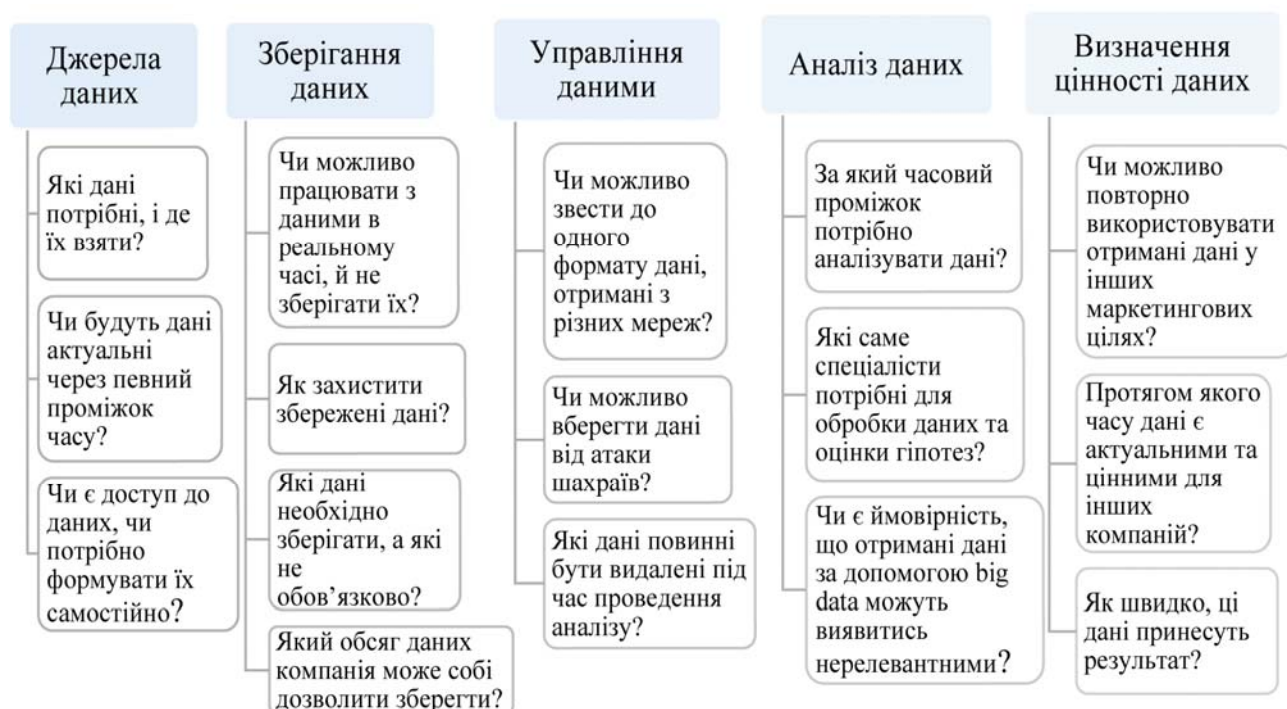 Джерела
даних
Які дані
потрібні, і де
їх взяти?
Чи будуть дані
актуальні
через певний
проміжок
часу?
Чи є доступ до
даних, чи
потрібно
формувати їх
самостійно?
Зберігання
даних
Чи можливо
працювати з
даними в
реальному
часі, й не
зберігати їх?
Як захистити
збережені дані?
Які дані
необхідно
зберігати, а які
не
обов’язково?
Який обсяг даних
компанія може собі
дозволити зберегти?
Управління
даними
Чи можливо
звести до
одного
формату дані,
отримані з
різних мереж?
Чи можливо
вберегти дані
від атаки
шахраїв?
Які дані повинні
бути видалені під
час проведення
аналізу?
Аналіз даних
За який часовий
проміжок
потрібно
аналізувати дані?
Які саме
спеціалісти
потрібні для
обробки даних та
оцінки гіпотез?
Чи є ймовірність,
що отримані дані
за допомогою big
data можуть
виявитись
нерелевантними?
Визначення
цінності даних
Чи можливо
повторно
використовувати
отримані дані у
інших
маркетингових
цілях?
Протягом якого
часу дані є
актуальними та
цінними для
інших
компаній?
Як швидко, ці
дані принесуть
результат?